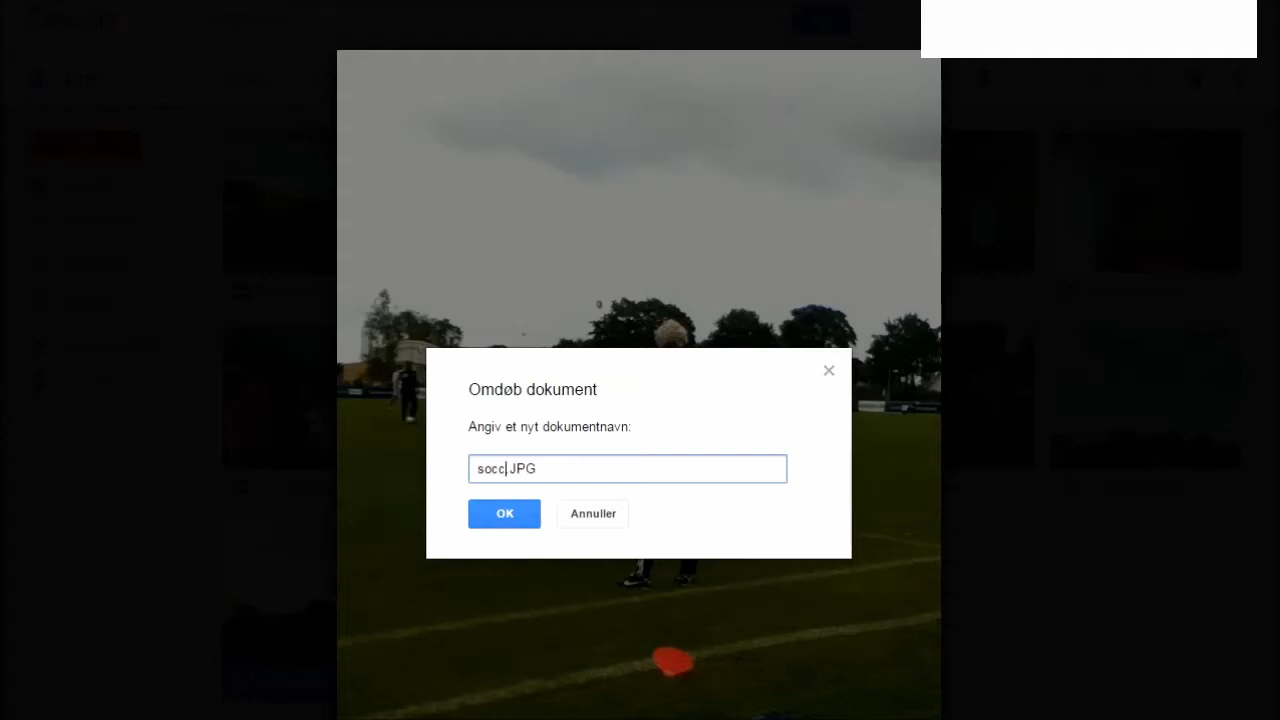 Omdøb dokument
Angiv et nyt dokumentnavn:
socc.JPG
OK
Annuller